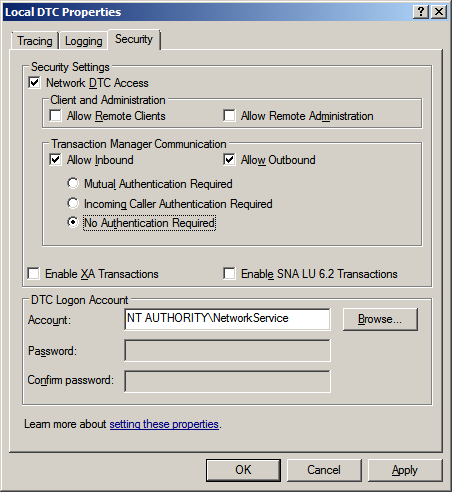 Local DTC Properties
Tracing Logging Security
Security Settings
Network DTC Access
Client and Administration
Allow Remote Clients Allow Remote Administration
Transaction Manager Communication
Allow Inbound Allow Outbound
Mutual Authentication Required
Incoming Caller Authentication Required
No Authentication Required
Enable XA Transactions Enable SNA LU 6.2 Transactions
DTC Logon Account
Account: NT AUTHORITY\NetworkService Browse...
Password:
Confirm password:
Learn more about setting these properties.
OK Cancel Apply